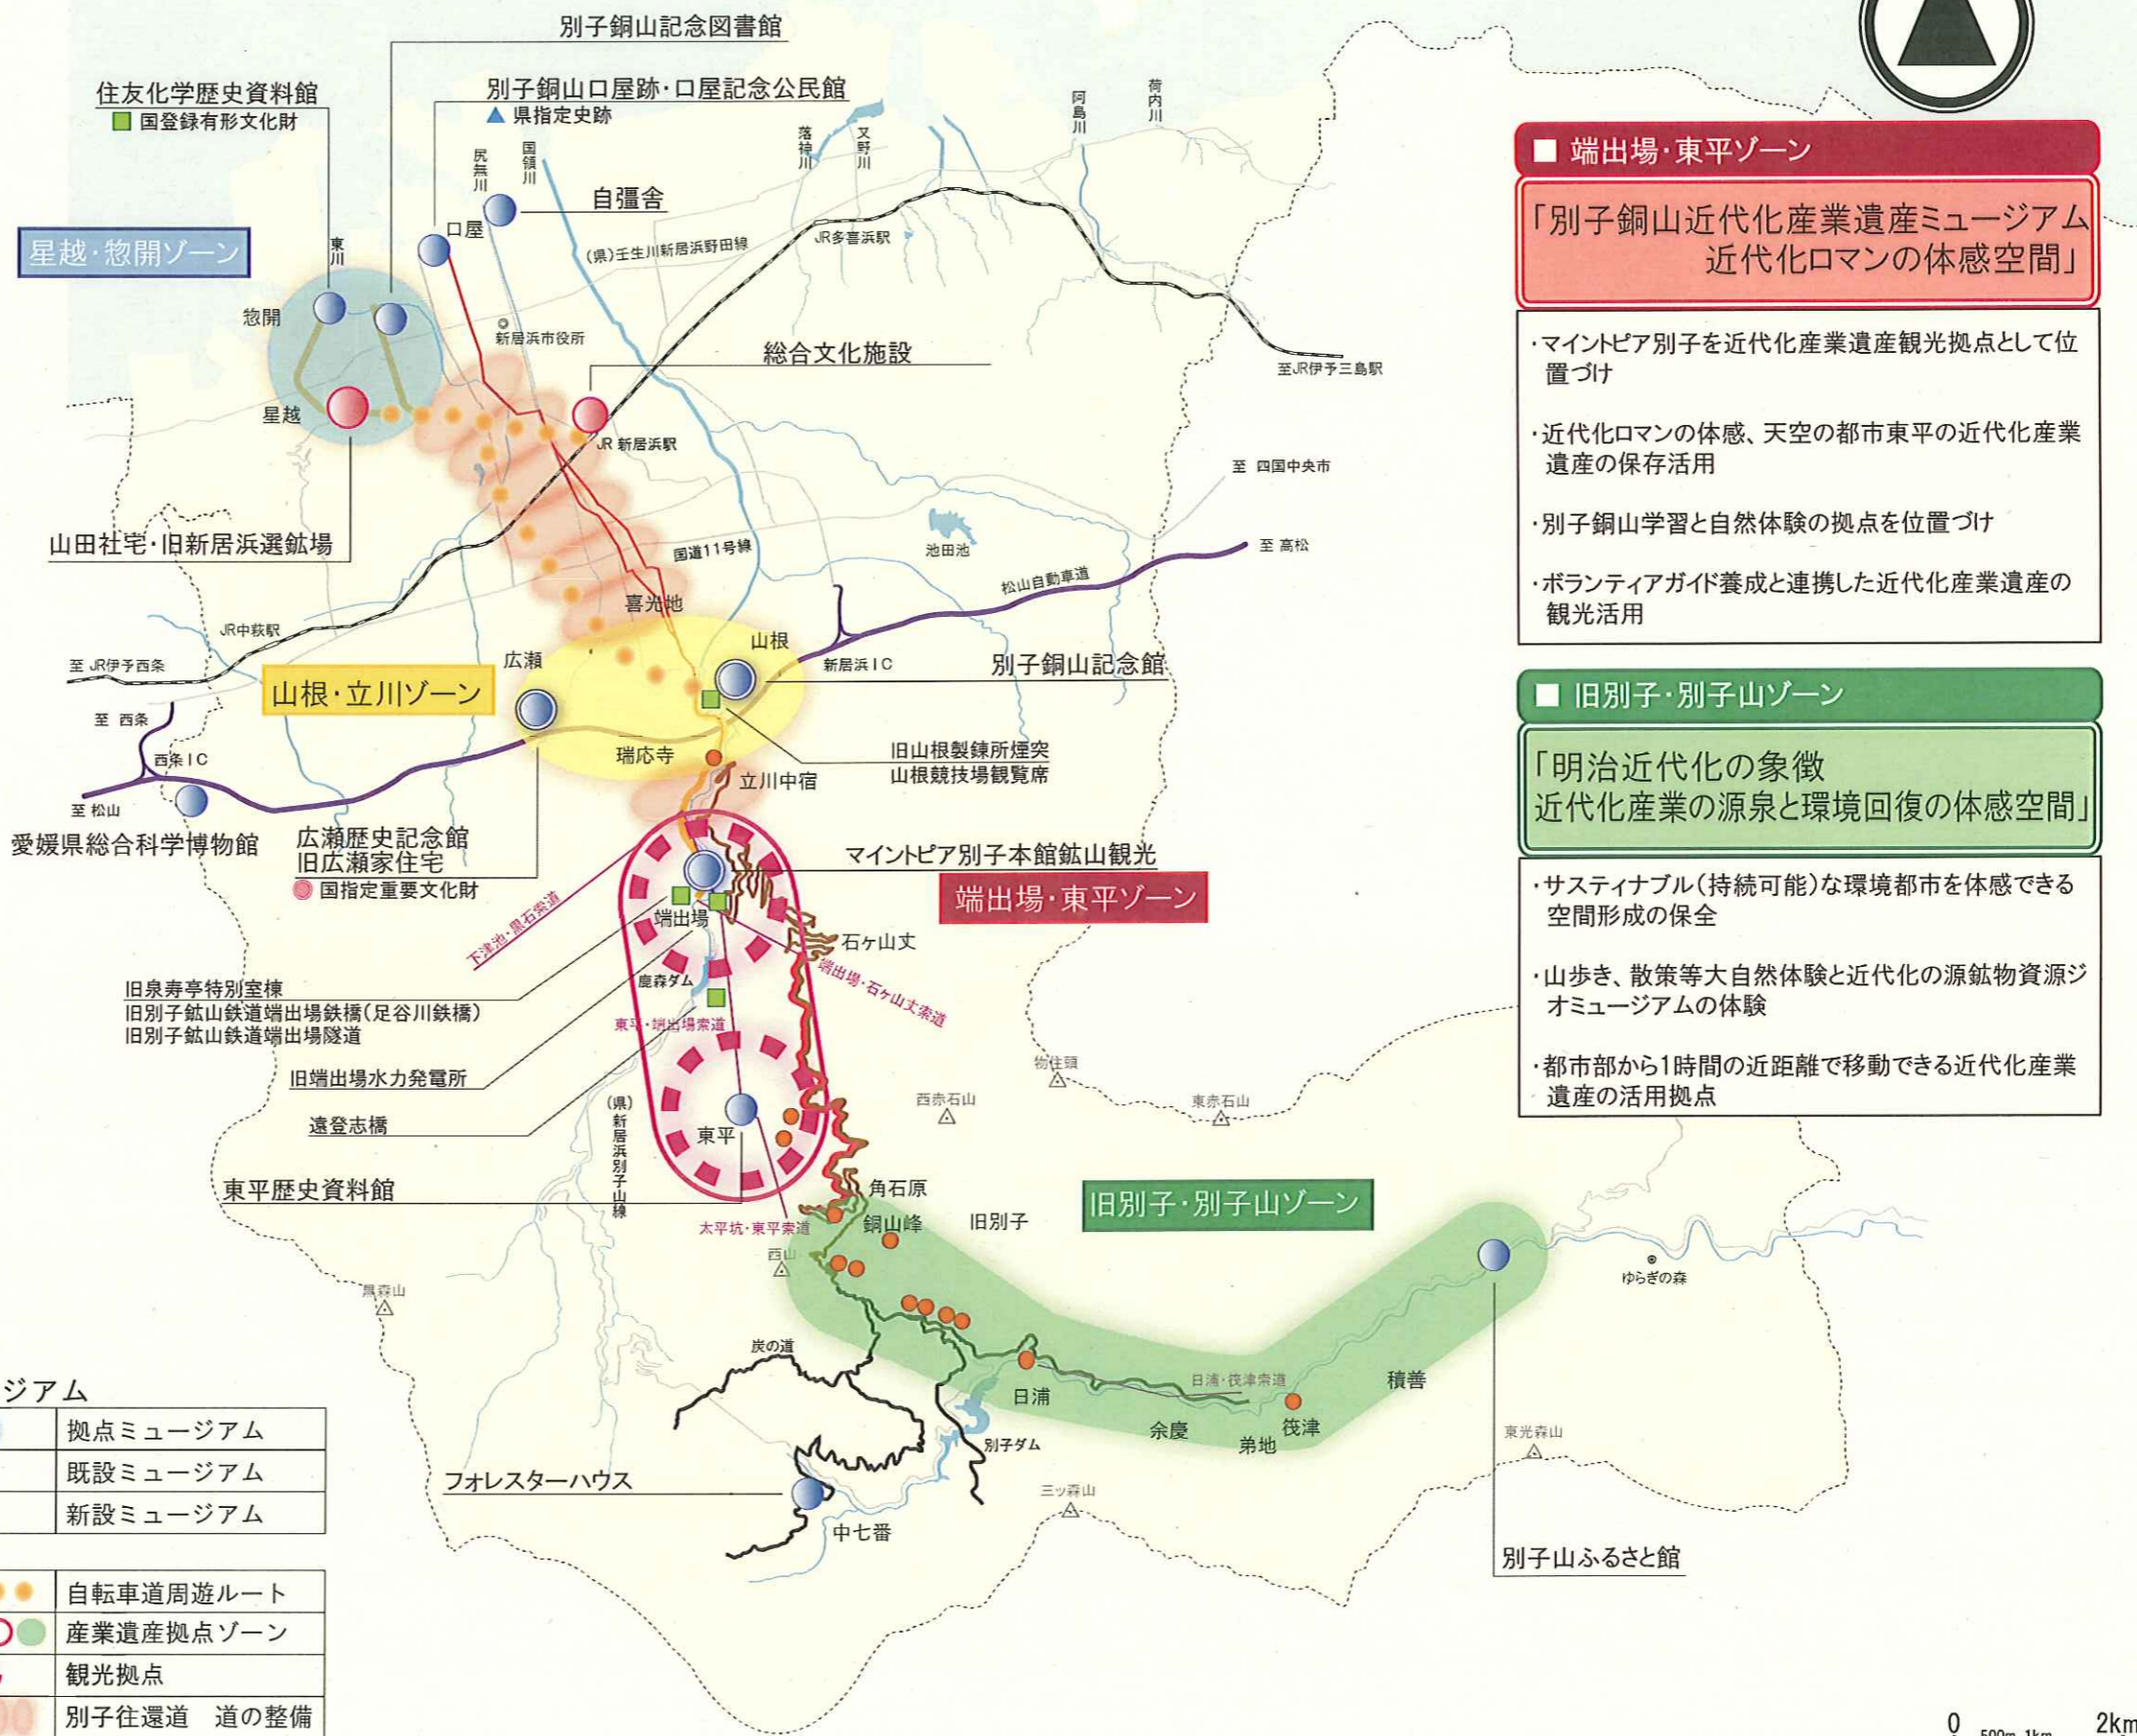 別子銅山記念図書館
住友化学歴史資料館
国登録有形文化財
別子銅山口屋跡・口屋記念公民館
県指定史跡
尻無川
国領川
落神川
又野川
阿島川
荷内川
自彊舎
口屋
東川
星越・惣開ゾーン
惣開
(県)壬生川新居浜野田線
JR多喜浜駅
新居浜市役所
総合文化施設
至JR伊予三島駅
星越
JR 新居浜駅
至 四国中央市
山田社宅・旧新居浜選鉱場
国道11号線
池田池
至 高松
松山自動車道
喜光地
JR中萩駅
山根
至 JR伊予西条
広瀬
新居浜IC
別子銅山記念館
山根・立川ゾーン
至 西条
瑞応寺
旧山根製錬所煙突
山根競技場観覧席
西条IC
立川中宿
至 松山
愛媛県総合科学博物館
広瀬歴史記念館
旧広瀬家住宅
国指定重要文化財
マイントピア別子本館鉱山観光
端出場・東平ゾーン
端出場
下津池・黒石索道
石ヶ山丈
鹿森ダム
端出場・石ヶ山丈索道
旧泉寿亭特別室棟
旧別子鉱山鉄道端出場鉄橋(足谷川鉄橋)
旧別子鉱山鉄道端出場隧道
東平・端出場索道
旧端出場水力発電所
物住頭
西赤石山
東赤石山
遠登志橋
(県)新居浜別子山線
東平
東平歴史資料館
角石原
銅山峰
旧別子
旧別子・別子山ゾーン
太平坑・東平索道
西山
黒森山
ゆらぎの森
炭の道
日浦
日浦・筏津索道
積善
余慶
弟地
筏津
別子ダム
東光森山
フォレスターハウス
三ッ森山
中七番
別子山ふるさと館
■ 端出場・東平ゾーン
「別子銅山近代化産業遺産ミュージアム
近代化ロマンの体感空間」
・マイントピア別子を近代化産業遺産観光拠点として位
置づけ
・近代化ロマンの体感、天空の都市東平の近代化産業
遺産の保存活用
・別子銅山学習と自然体験の拠点を位置づけ
・ボランティアガイド養成と連携した近代化産業遺産の
観光活用
■ 旧別子・別子山ゾーン
「明治近代化の象徴
近代化産業の源泉と環境回復の体感空間」
・サスティナブル(持続可能)な環境都市を体感できる
空間形成の保全
・山歩き、散策等大自然体験と近代化の源鉱物資源ジ
オミュージアムの体験
・都市部から1時間の近距離で移動できる近代化産業
遺産の活用拠点
ジアム
拠点ミュージアム
既設ミュージアム
新設ミュージアム
自転車道周遊ルート
産業遺産拠点ゾーン
観光拠点
別子往還道 道の整備
0 500m 1km 2km